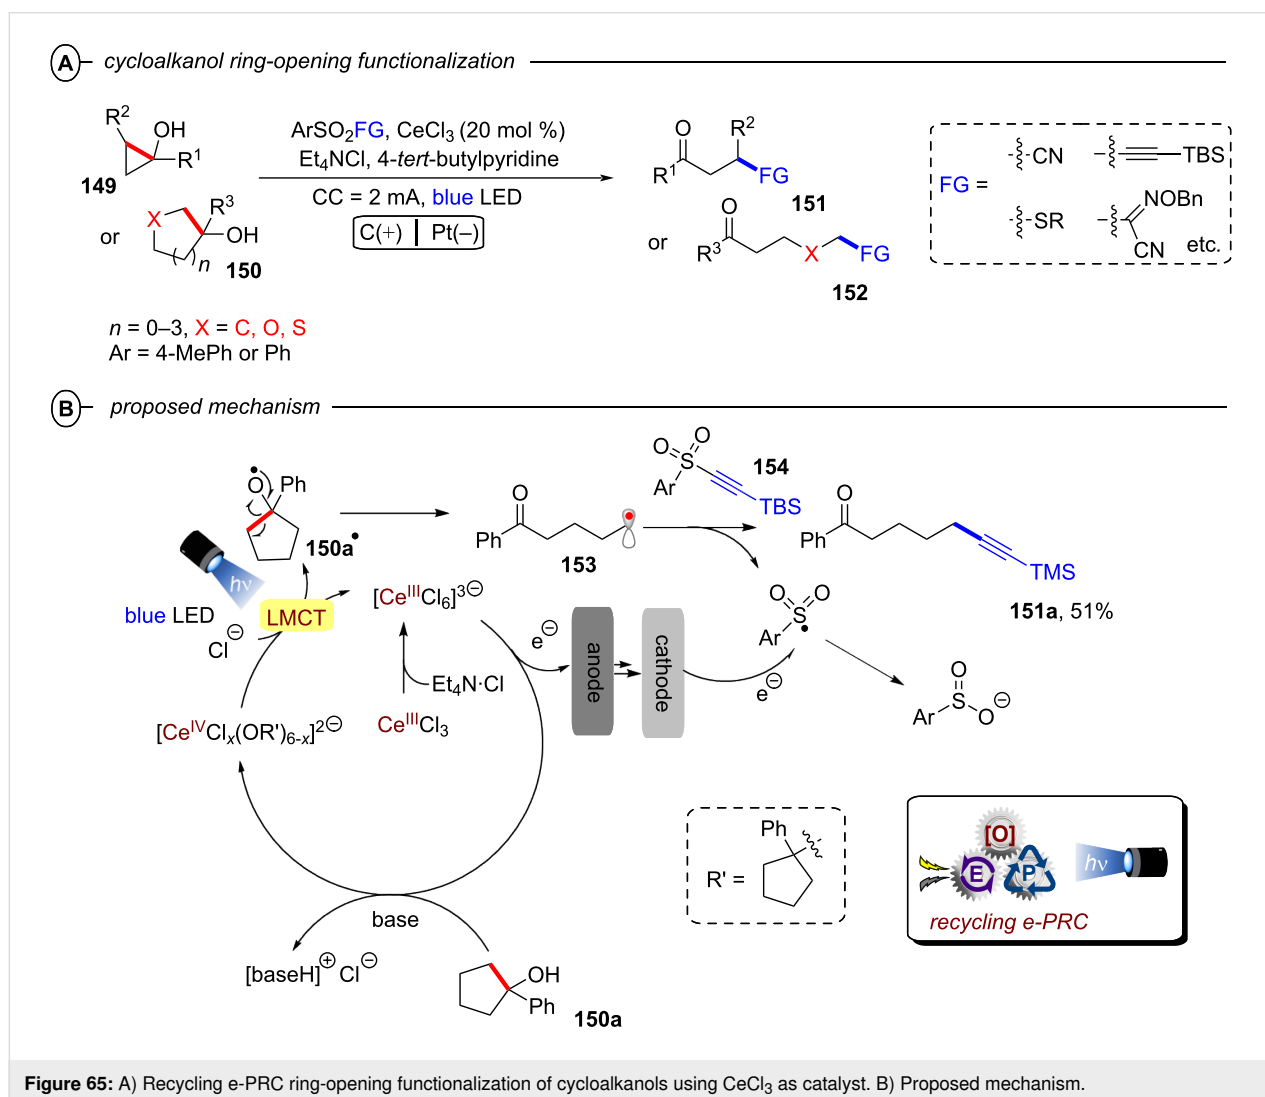 A cycloalkanol ring-opening functionalization
R2 OH R1
149
or
X R3 OH n
150
ArSO2FG, CeCl3 (20 mol %)
Et4NCl, 4-tert-butylpyridine
CC = 2 mA, blue LED
C(+) | Pt(–)
O R2 R1 FG
151
or
O R3 X FG
152
FG =
CN
TBS
SR
NOBn
CN
etc.
n = 0–3, X = C, O, S
Ar = 4-MePh or Ph
B proposed mechanism
O Ph
150a•
hν
blue LED
Cl⊖
LMCT
O
Ph
153
O O
S
Ar
154
TBS
O
Ph
TMS
151a, 51%
[CeIIICl6]3⊖
Et4N·Cl
CeIIICl3
e⊖
anode
cathode
e⊖
O O
S
Ar
O
S
Ar O⊖
[CeIVClx(OR')6-x]2⊖
base
[baseH]⊕ Cl⊖
OH
Ph
150a
R' =
Ph
[O]
E
P
hν
recycling e-PRC
Figure 65: A) Recycling e-PRC ring-opening functionalization of cycloalkanols using CeCl3 as catalyst. B) Proposed mechanism.